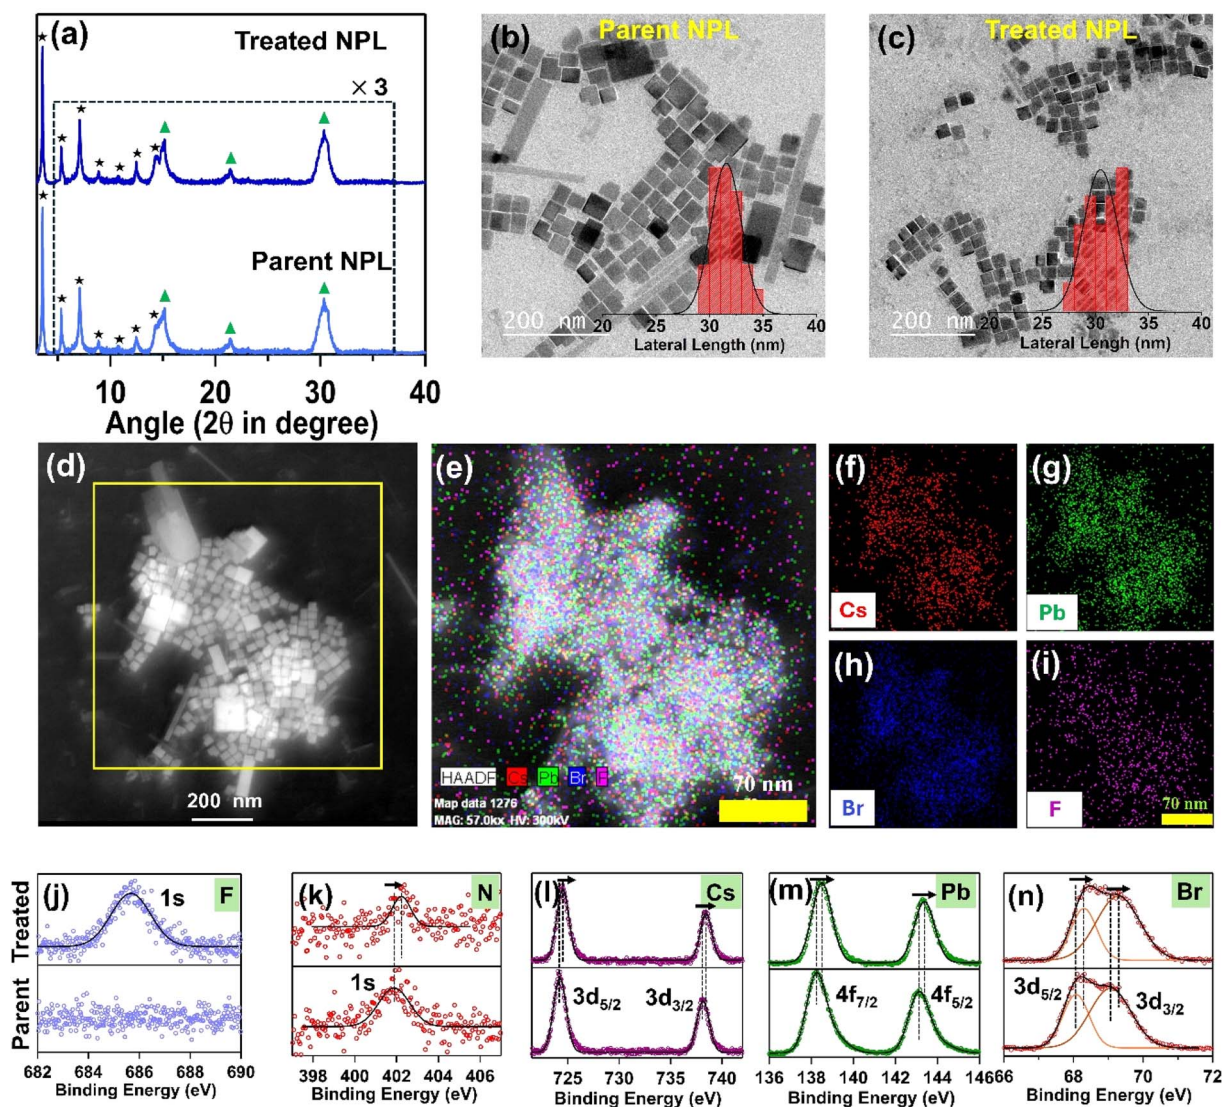 (a)
Treated NPL
× 3
Parent NPL
10 20 30 40
Angle (2θ in degree)
(b) Parent NPL
200 nm
20 25 30 35 40
Lateral Length (nm)
(c) Treated NPL
200 nm
20 25 30 35 40
Lateral Lengh (nm)
(d)
200 nm
(e)
HAADF Cs Pb Br F
Map data 1276
MAG: 57.0kx HV: 300kV
70 nm
(f)
Cs
(g)
Pb
(h)
Br
(i)
F
70 nm
Treated
Parent
(j) 1s F
682 684 686 688 690
Binding Energy (eV)
(k) N
1s
398 400 402 404 406
Binding Energy (eV)
(l) Cs
3d5/2 3d3/2
725 730 735 740
Binding Energy (eV)
(m) Pb
4f7/2 4f5/2
136 138 140 142 144 146
Binding Energy (eV)
(n) Br
3d5/2 3d3/2
66 68 70 72
Binding Energy (eV)